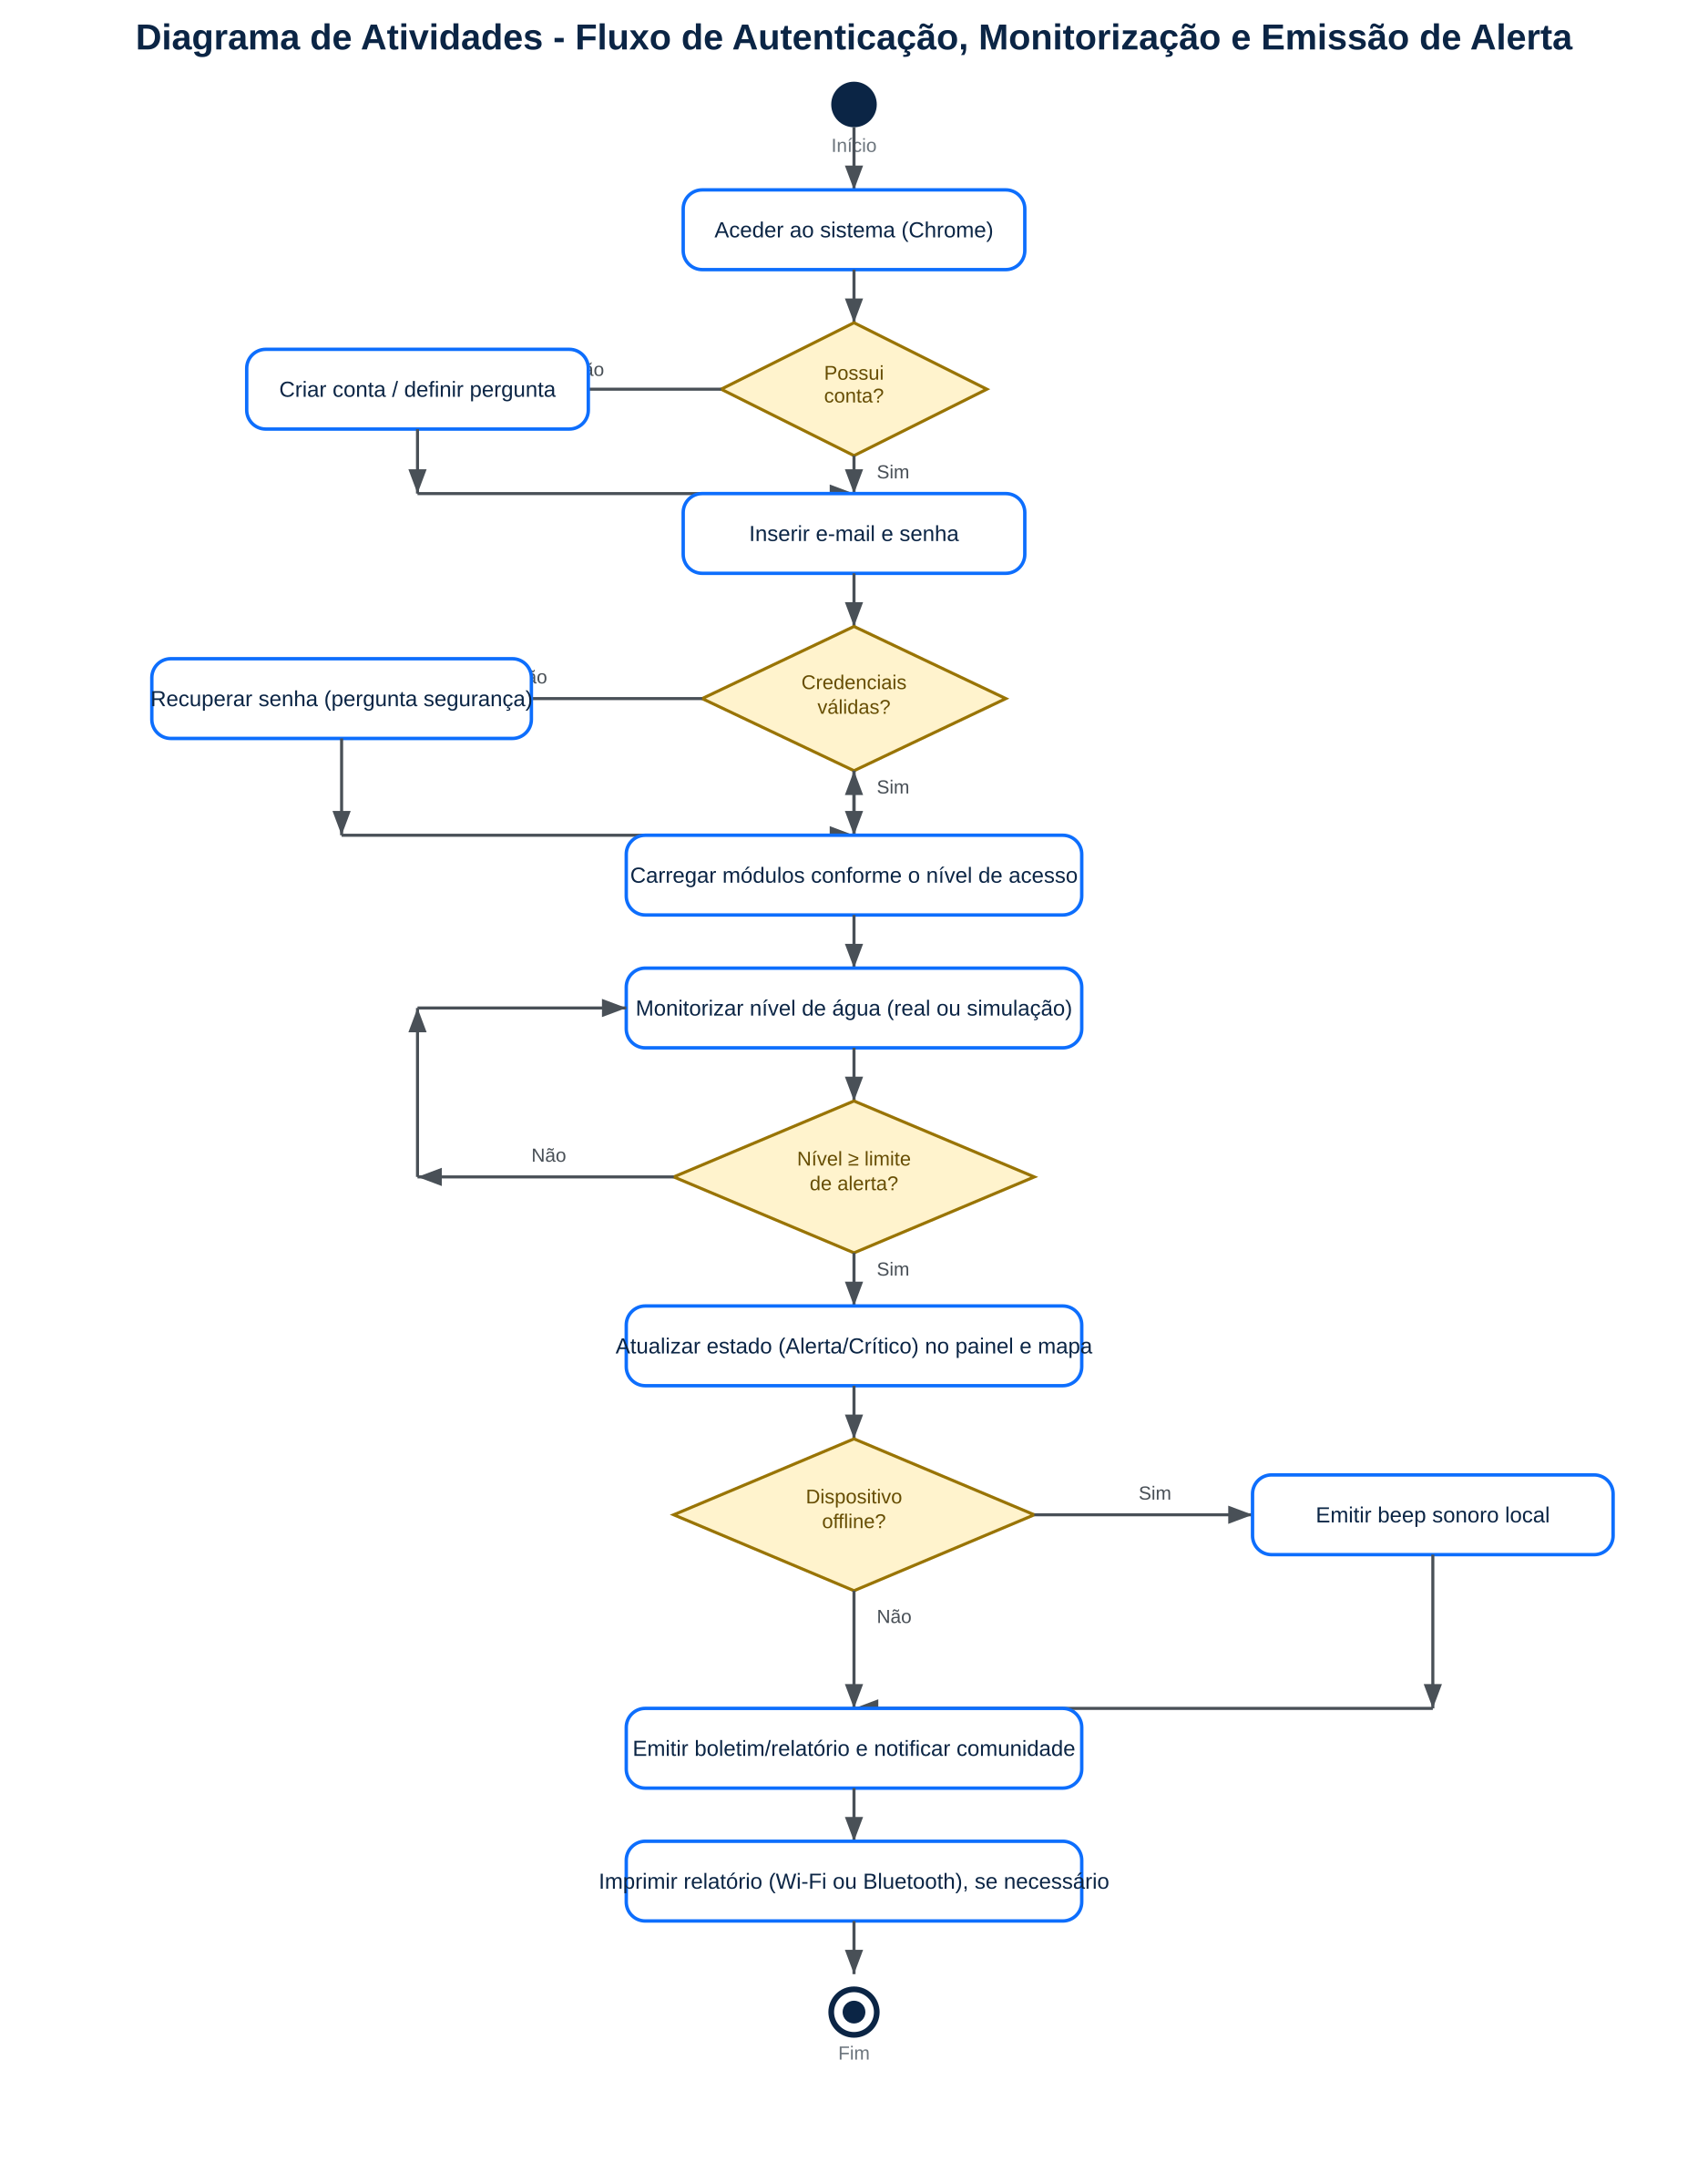 Diagrama de Atividades - Fluxo de Autenticação, Monitorização e Emissão de Alerta
Início
Aceder ao sistema (Chrome)
Possui
conta?
Criar conta / definir pergunta
Sim
Inserir e-mail e senha
Credenciais
válidas?
Recuperar senha (pergunta segurança)
Sim
Carregar módulos conforme o nível de acesso
Monitorizar nível de água (real ou simulação)
Nível ≥ limite
de alerta?
Não
Sim
Atualizar estado (Alerta/Crítico) no painel e mapa
Dispositivo
offline?
Sim
Emitir beep sonoro local
Não
Emitir boletim/relatório e notificar comunidade
Imprimir relatório (Wi-Fi ou Bluetooth), se necessário
Fim